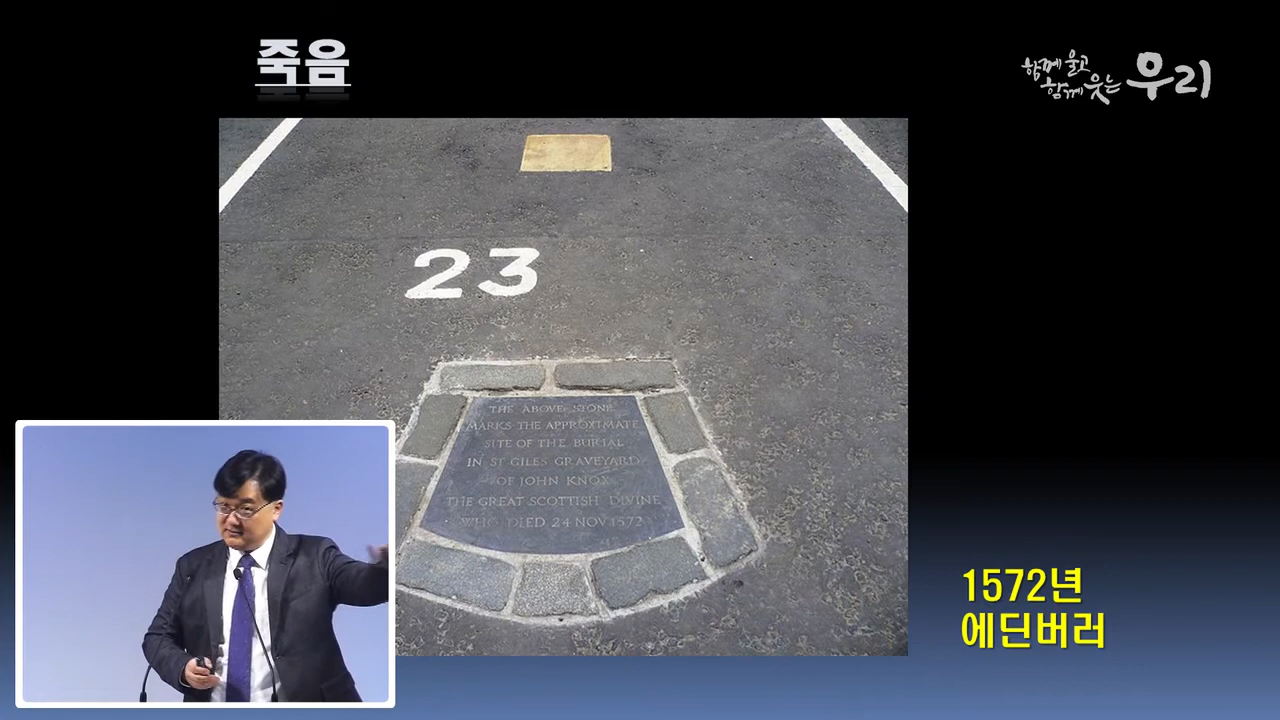 죽음
함께 울고
함께 웃는 우리
23
THE ABOVE STONE
MARKS THE APPROXIMATE
SITE OF THE BURIAL
IN ST GILES GRAVEYARD
OF JOHN KNOX
THE GREAT SCOTTISH DIVINE
WHO DIED 24 NOV 1572
1572년
에딘버러